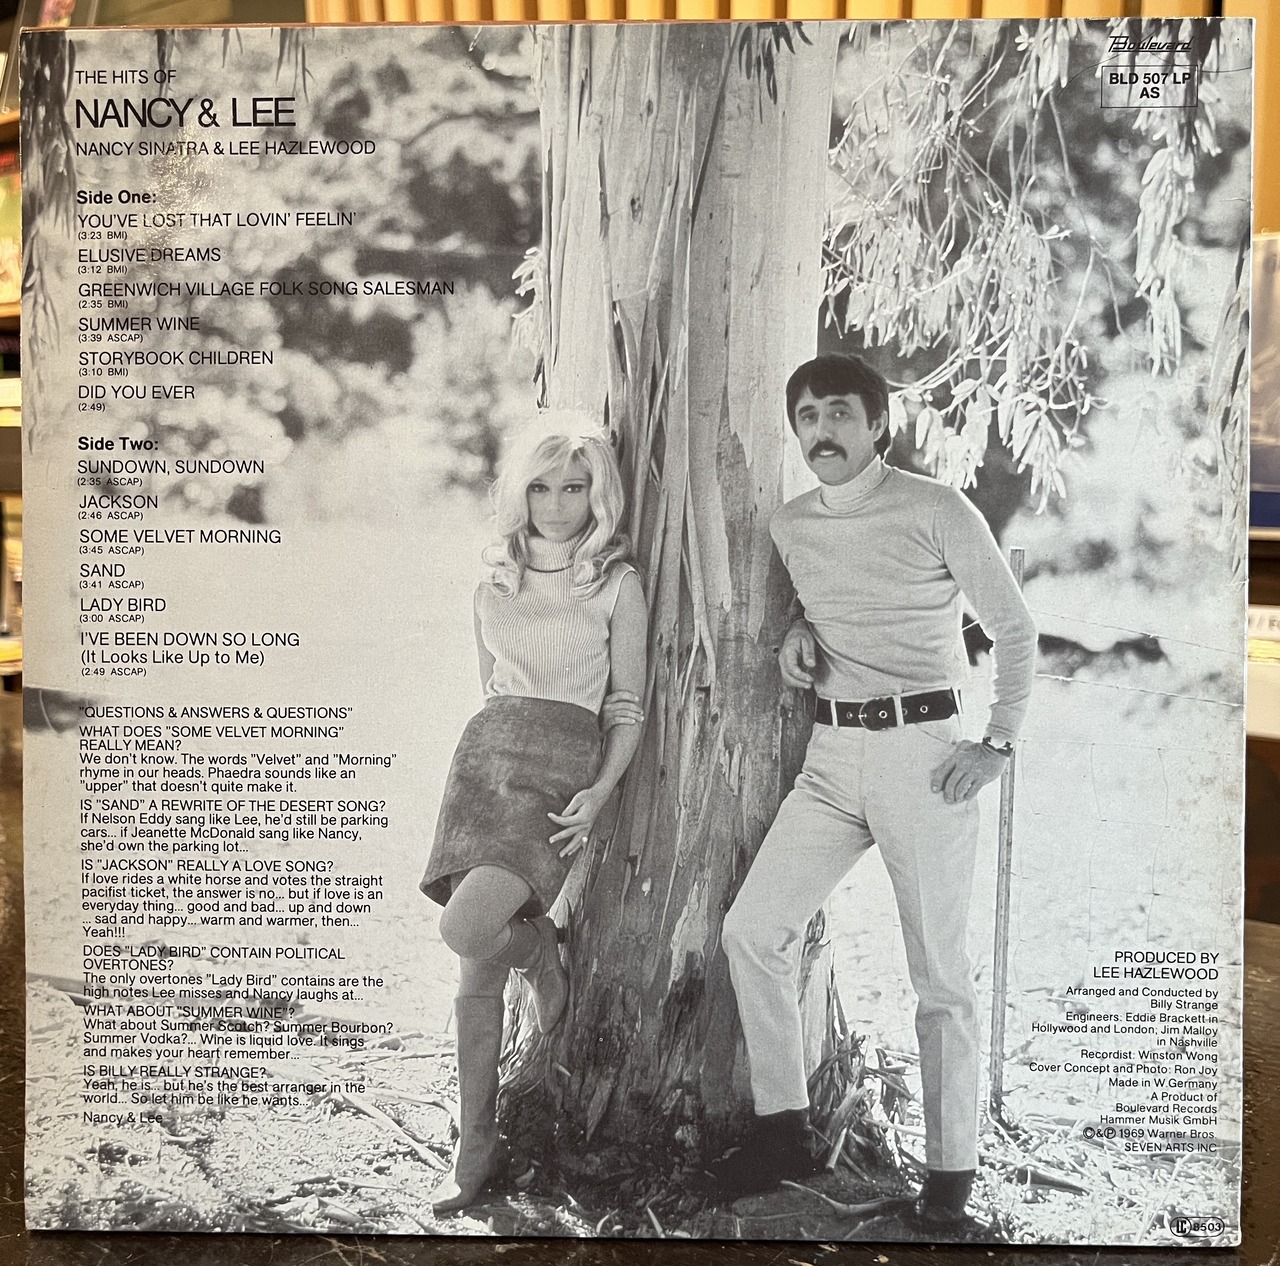 Boulevard
BLD 507 LP
AS
THE HITS OF
NANCY & LEE
NANCY SINATRA & LEE HAZLEWOOD
Side One:
YOU'VE LOST THAT LOVIN' FEELIN'
(3:23 BMI)
ELUSIVE DREAMS
(3:12 BMI)
GREENWICH VILLAGE FOLK SONG SALESMAN
(2:35 BMI)
SUMMER WINE
(3:39 ASCAP)
STORYBOOK CHILDREN
(3:10 BMI)
DID YOU EVER
(2:49)
Side Two:
SUNDOWN, SUNDOWN
(2:35 ASCAP)
JACKSON
(2:46 ASCAP)
SOME VELVET MORNING
(3:45 ASCAP)
SAND
(3:41 ASCAP)
LADY BIRD
(3:00 ASCAP)
I'VE BEEN DOWN SO LONG
(It Looks Like Up to Me)
(2:49 ASCAP)
"QUESTIONS & ANSWERS & QUESTIONS"
WHAT DOES "SOME VELVET MORNING"
REALLY MEAN?
We don't know. The words "Velvet" and "Morning"
rhyme in our heads. Phaedra sounds like an
"upper" that doesn't quite make it.
IS "SAND" A REWRITE OF THE DESERT SONG?
If Nelson Eddy sang like Lee, he'd still be parking
cars... if Jeanette McDonald sang like Nancy,
she'd own the parking lot...
IS "JACKSON" REALLY A LOVE SONG?
If love rides a white horse and votes the straight
pacifist ticket, the answer is no... but if love is an
everyday thing... good and bad... up and down
... sad and happy... warm and warmer, then...
Yeah!!!
DOES "LADY BIRD" CONTAIN POLITICAL
OVERTONES?
The only overtones "Lady Bird" contains are the
high notes Lee misses and Nancy laughs at...
WHAT ABOUT "SUMMER WINE"?
What about Summer Scotch? Summer Bourbon?
Summer Vodka?... Wine is liquid love. It sings
and makes your heart remember...
IS BILLY REALLY STRANGE?
Yeah, he is... but he's the best arranger in the
world... So let him be like he wants...
Nancy & Lee
PRODUCED BY
LEE HAZLEWOOD
Arranged and Conducted by
Billy Strange
Engineers: Eddie Brackett in
Hollywood and London; Jim Malloy
in Nashville
Recordist: Winston Wong
Cover Concept and Photo: Ron Joy
Made in W.Germany
A Product of
Boulevard Records
Hammer Musik GmbH
©&℗ 1969 Warner Bros.
SEVEN ARTS INC
LC 8503